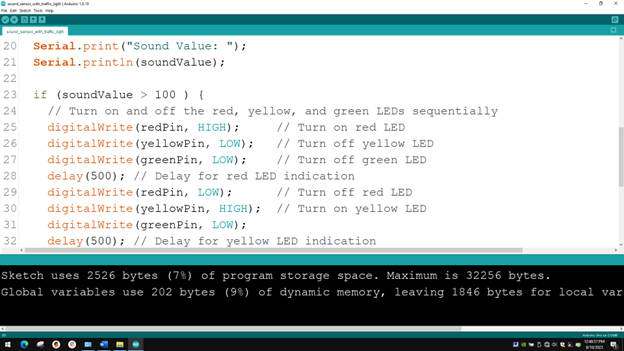 sound_sensor_with_traffic_light | Arduino 1.8.19
File Edit Sketch Tools Help
sound_sensor_with_traffic_light
20 Serial.print("Sound Value: ");
21 Serial.println(soundValue);
22
23 if (soundValue > 100 ) {
24 // Turn on and off the red, yellow, and green LEDs sequentially
25 digitalWrite(redPin, HIGH); // Turn on red LED
26 digitalWrite(yellowPin, LOW); // Turn off yellow LED
27 digitalWrite(greenPin, LOW); // Turn off green LED
28 delay(500); // Delay for red LED indication
29 digitalWrite(redPin, LOW); // Turn off red LED
30 digitalWrite(yellowPin, HIGH); // Turn on yellow LED
31 digitalWrite(greenPin, LOW);
32 delay(500); // Delay for yellow LED indication
Sketch uses 2526 bytes (7%) of program storage space. Maximum is 32256 bytes.
Global variables use 202 bytes (9%) of dynamic memory, leaving 1846 bytes for local var
12:46:57 PM
8/10/2023